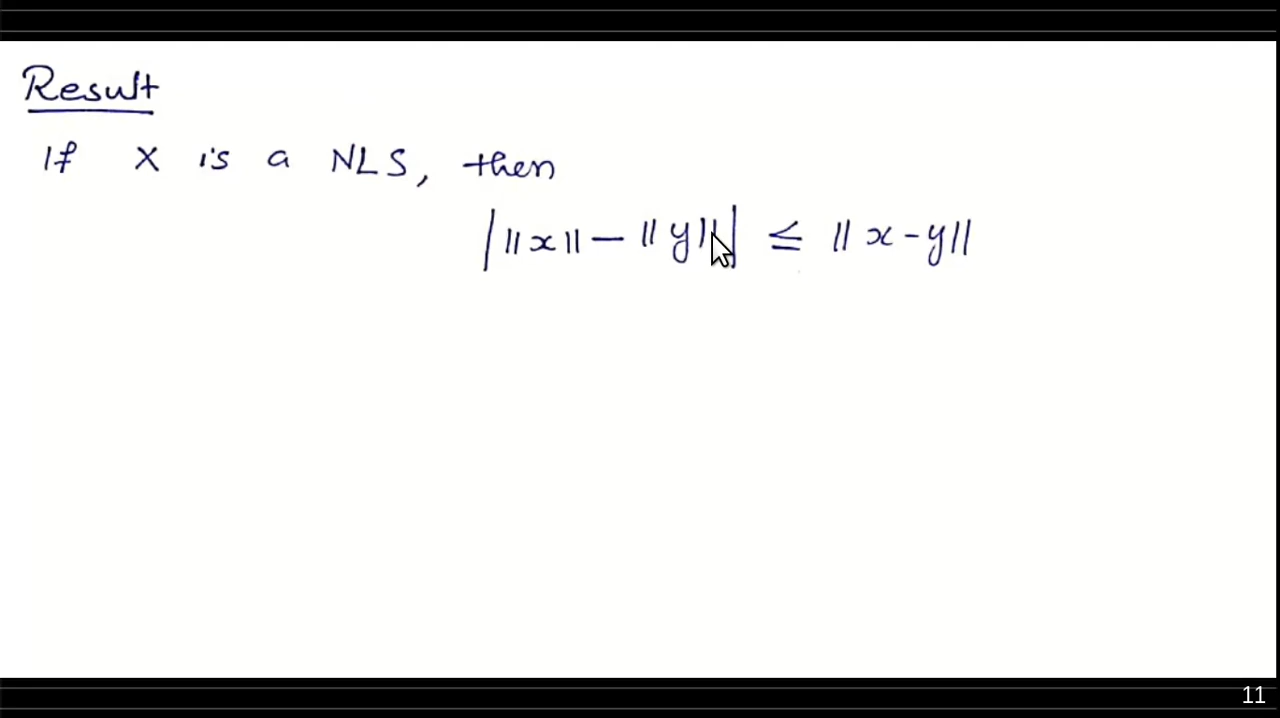 Result
If X is a NLS, then
| ||x|| - ||y|| | ≤ ||x-y||
11